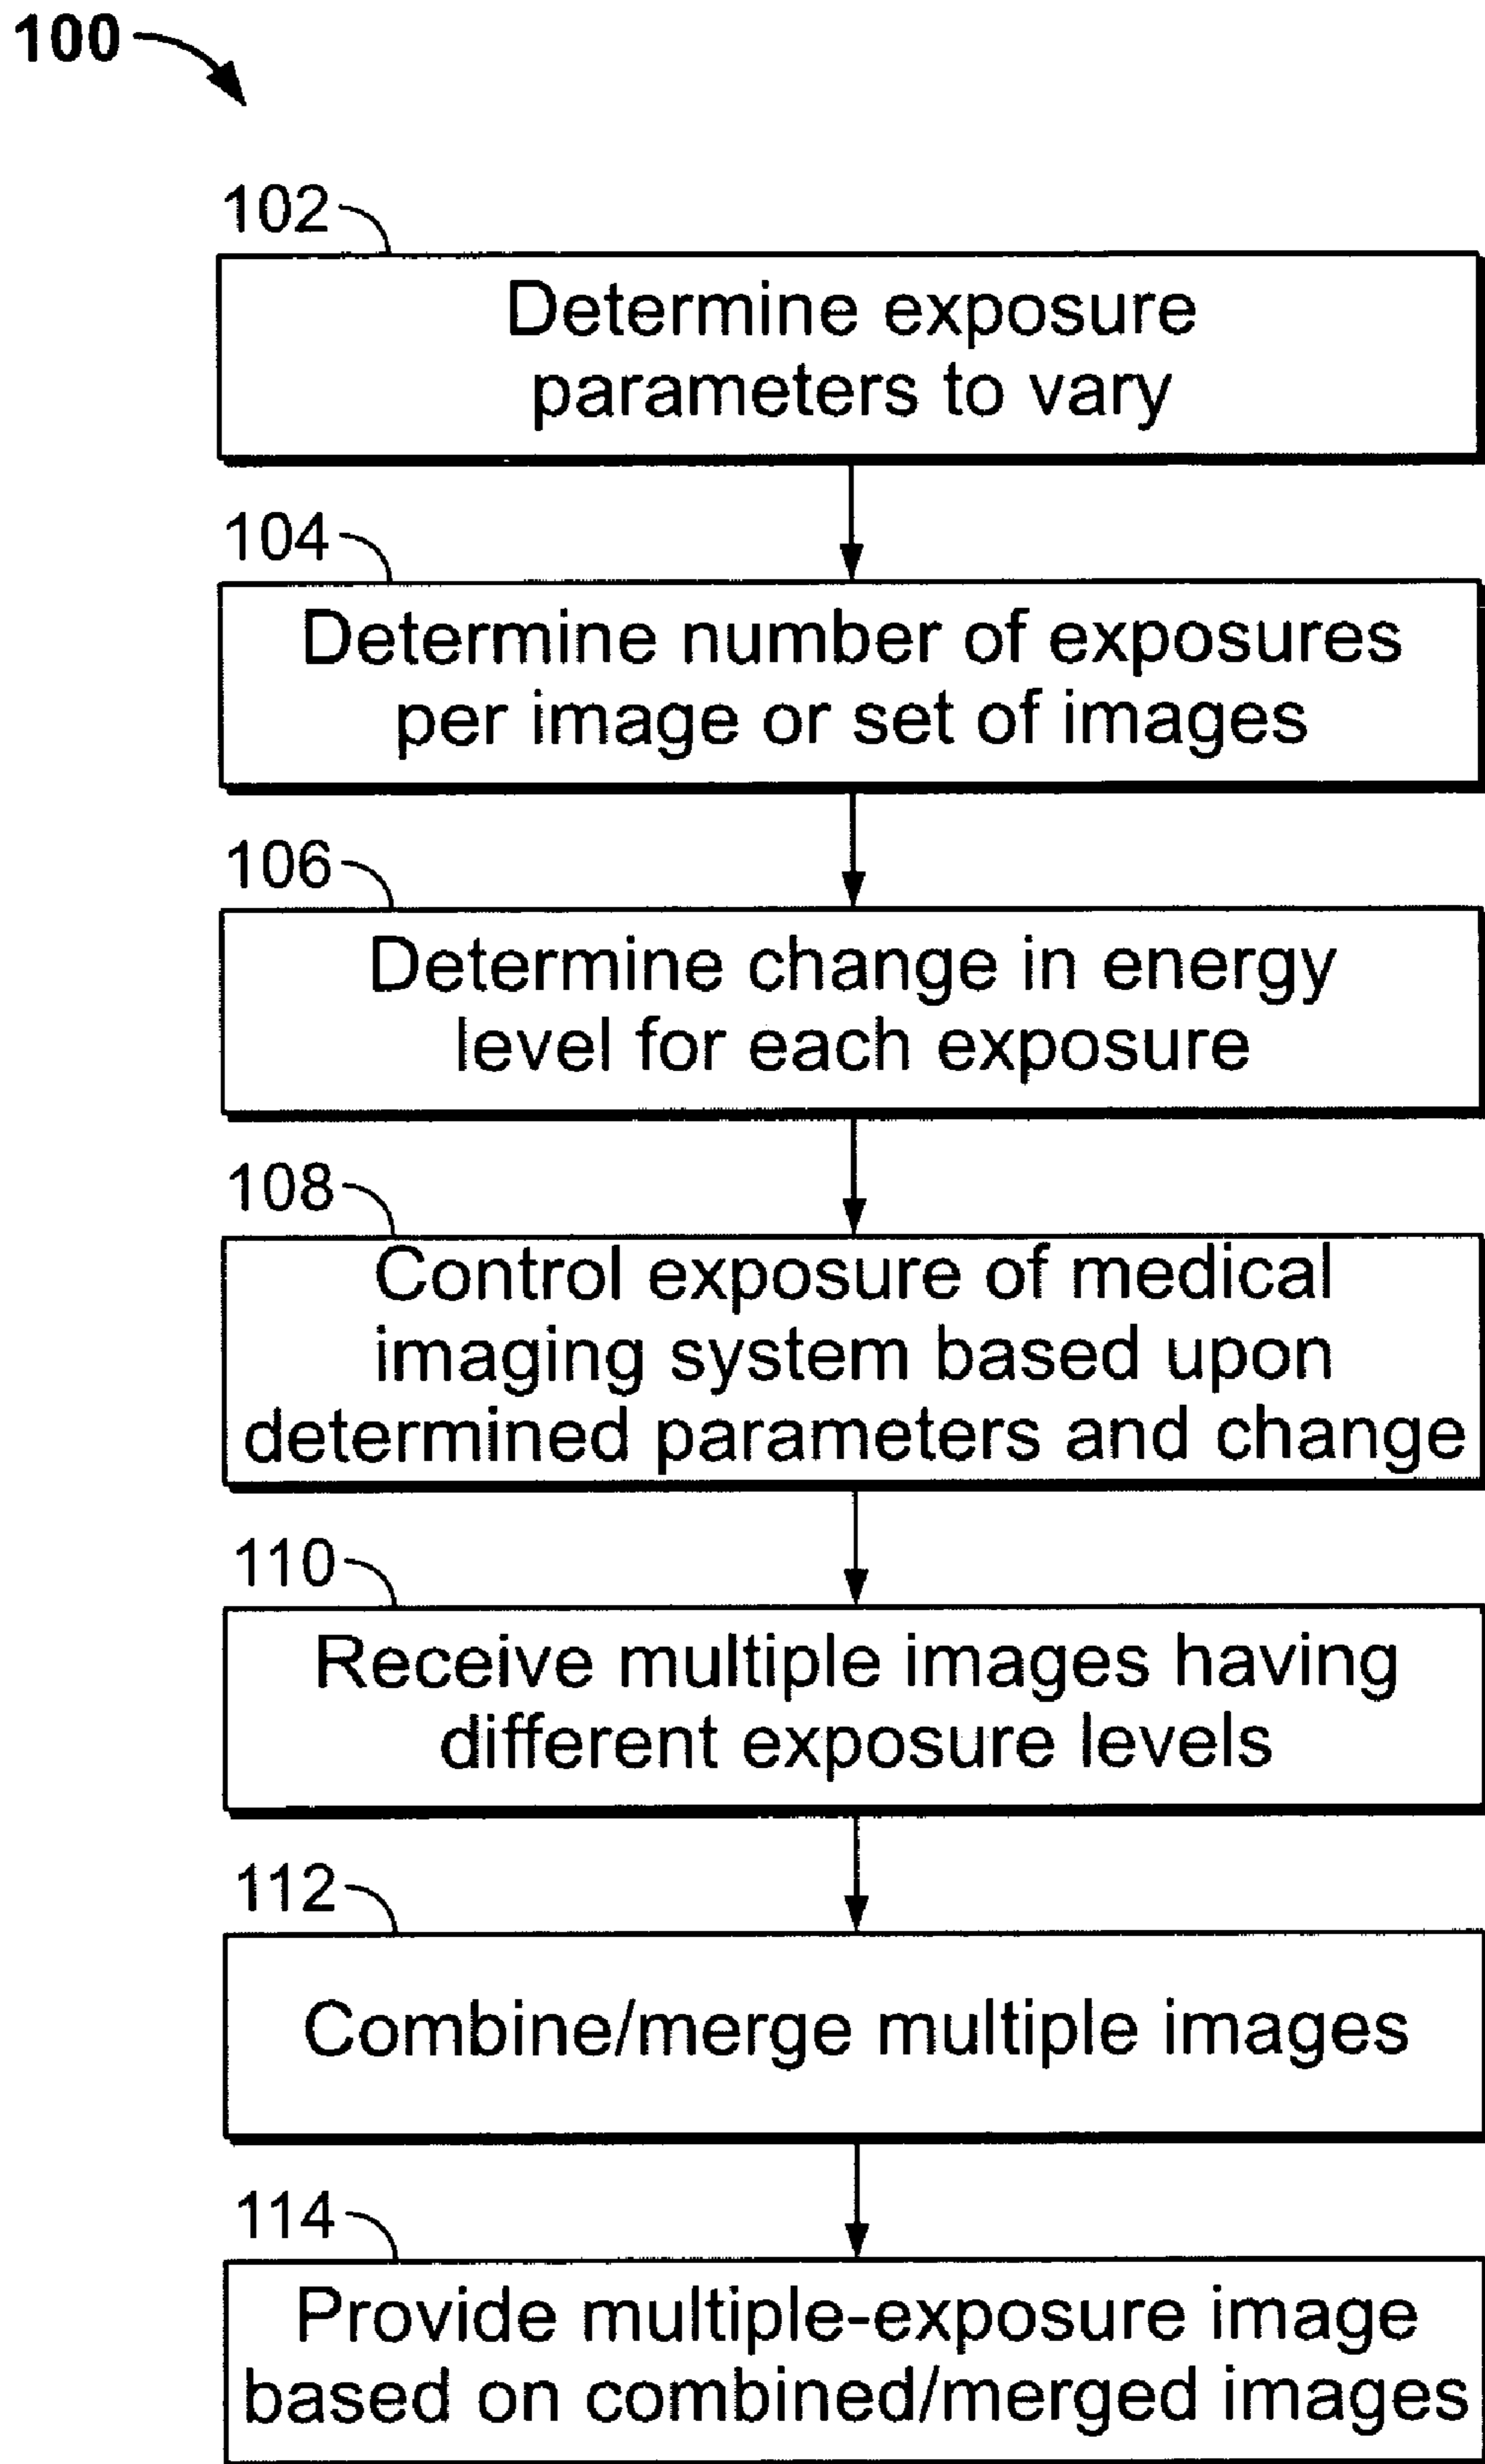 100
102
Determine exposure
parameters to vary
104
Determine number of exposures
per image or set of images
106
Determine change in energy
level for each exposure
108
Control exposure of medical
imaging system based upon
determined parameters and change
110
Receive multiple images having
different exposure levels
112
Combine/merge multiple images
114
Provide multiple-exposure image
based on combined/merged images